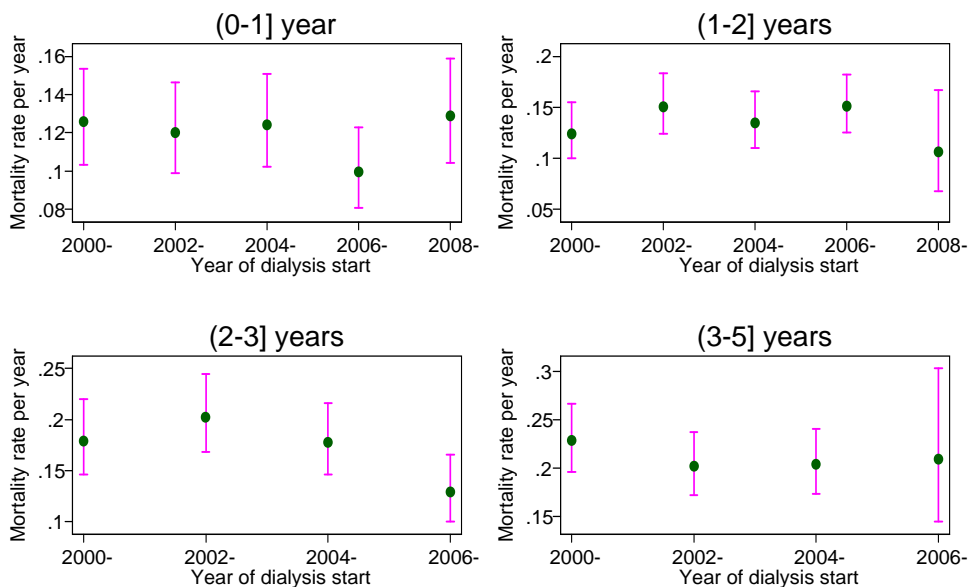 (0-1] year
Mortality rate per year
.16
.14
.12
.1
.08
2000- 2002- 2004- 2006- 2008-
Year of dialysis start
(1-2] years
Mortality rate per year
.2
.15
.1
.05
2000- 2002- 2004- 2006- 2008-
Year of dialysis start
(2-3] years
Mortality rate per year
.25
.2
.15
.1
2000- 2002- 2004- 2006-
Year of dialysis start
(3-5] years
Mortality rate per year
.3
.25
.2
.15
2000- 2002- 2004- 2006-
Year of dialysis start